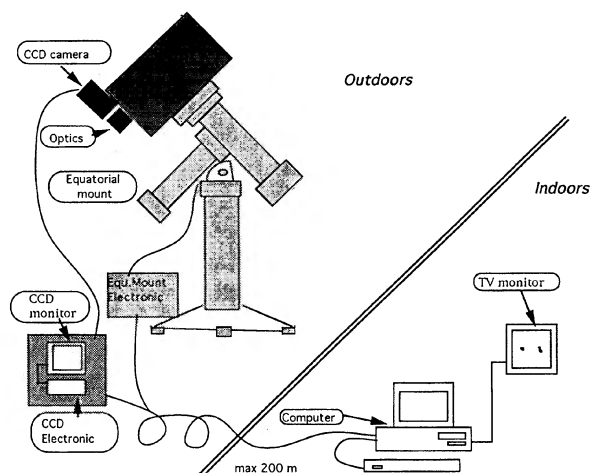 CCD camera
Outdoors
Optics
Equatorial
mount
Indoors
Equ.Mount
Electronic
TV monitor
CCD
monitor
Computer
CCD
Electronic
max 200 m